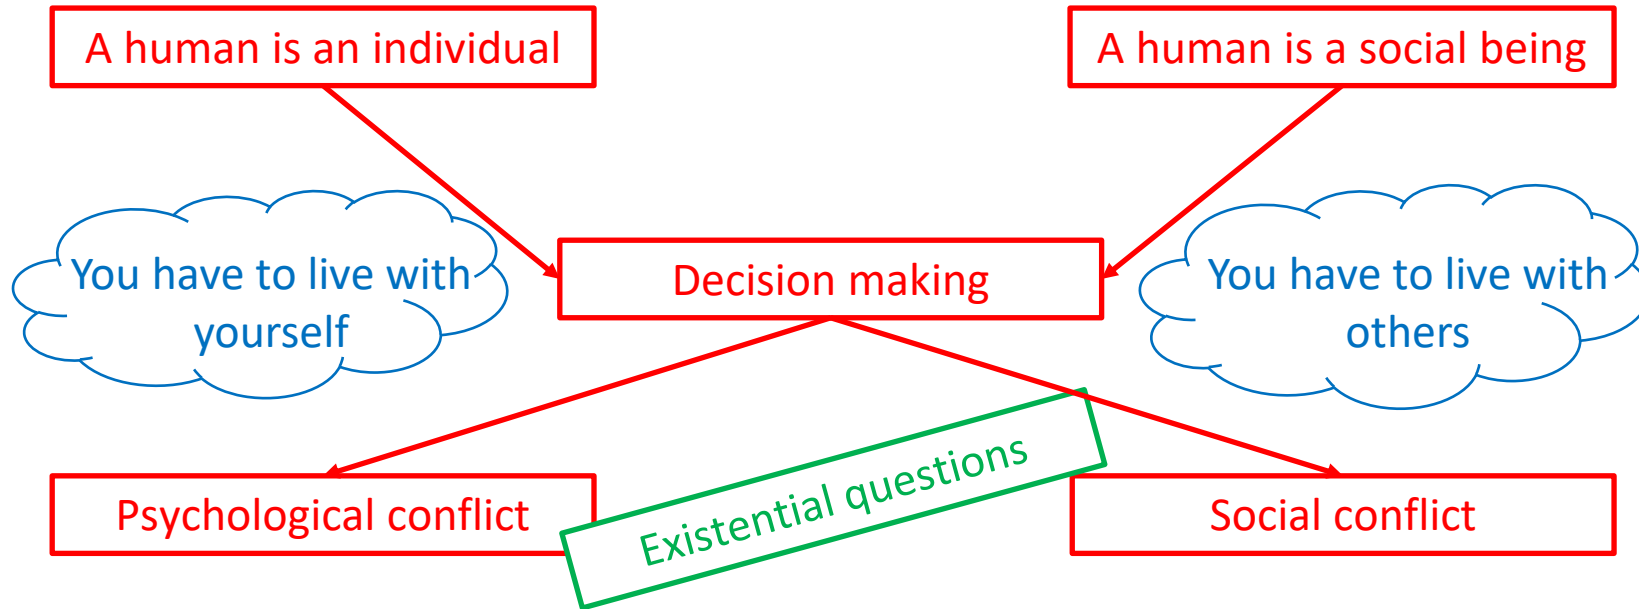 A human is an individual
A human is a social being
You have to live with
yourself
Decision making
You have to live with
others
Psychological conflict
Existential questions
Social conflict